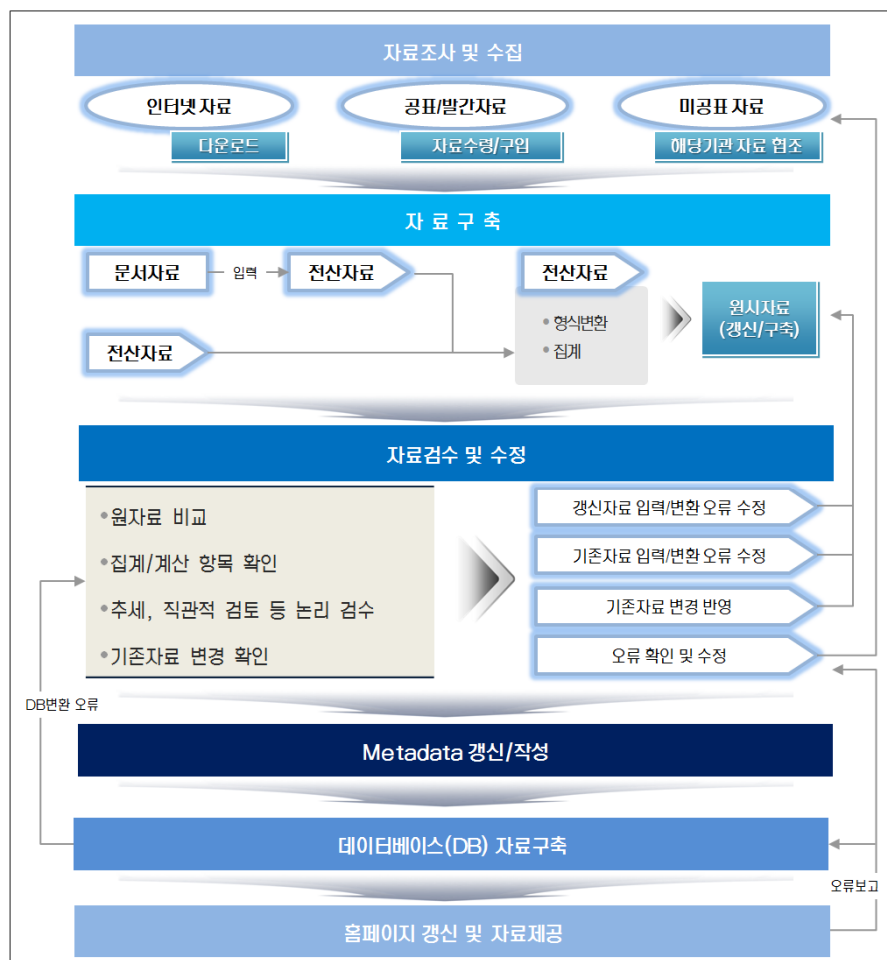 자료조사 및 수집
인터넷 자료
공표/발간자료
미공표 자료
다운로드
자료수령/구입
해당기관 자료 협조
자 료 구 축
문서자료
입력
전산자료
전산자료
형식변환
집계
원시자료
(갱신/구축)
전산자료
자료검수 및 수정
원자료 비교
집계/계산 항목 확인
추세, 직관적 검토 등 논리 검수
기존자료 변경 확인
갱신자료 입력/변환 오류 수정
기존자료 입력/변환 오류 수정
기존자료 변경 반영
오류 확인 및 수정
DB변환 오류
Metadata 갱신/작성
데이터베이스(DB) 자료구축
오류보고
홈페이지 갱신 및 자료제공